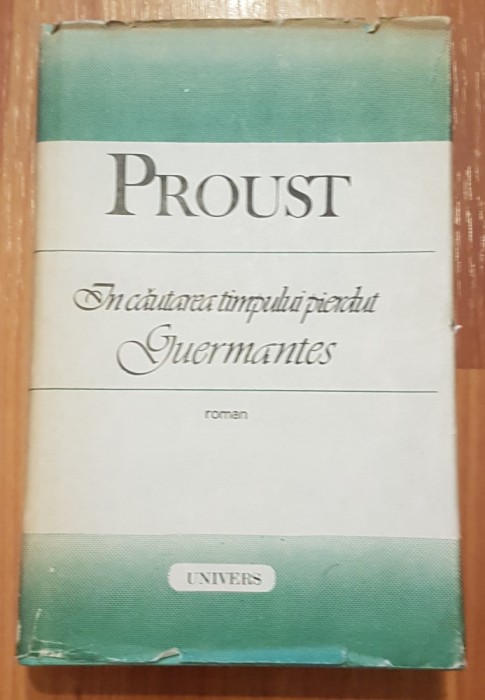 PROUST
In căutarea timpului pierdut
Guermantes
roman
UNIVERS